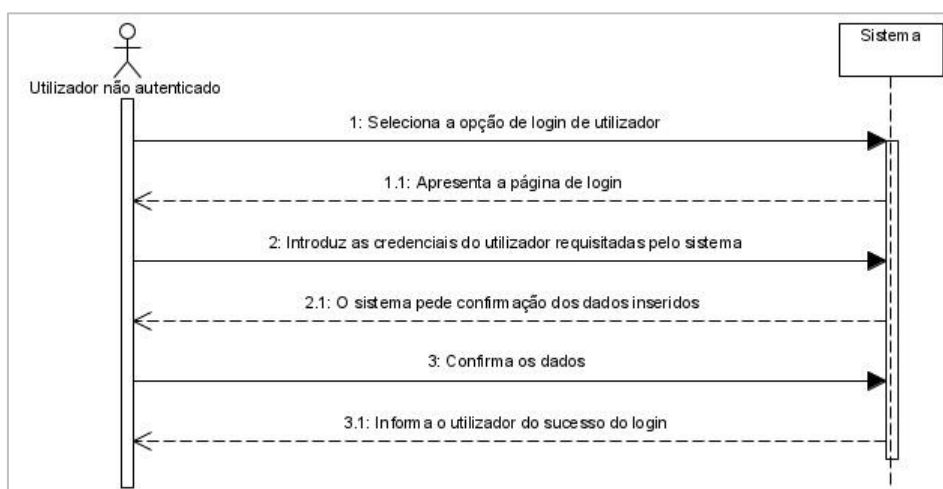 Sistema
Utilizador não autenticado
1: Seleciona a opção de login de utilizador
1.1: Apresenta a página de login
2: Introduz as credenciais do utilizador requisitadas pelo sistema
2.1: O sistema pede confirmação dos dados inseridos
3: Confirma os dados
3.1: Informa o utilizador do sucesso do login